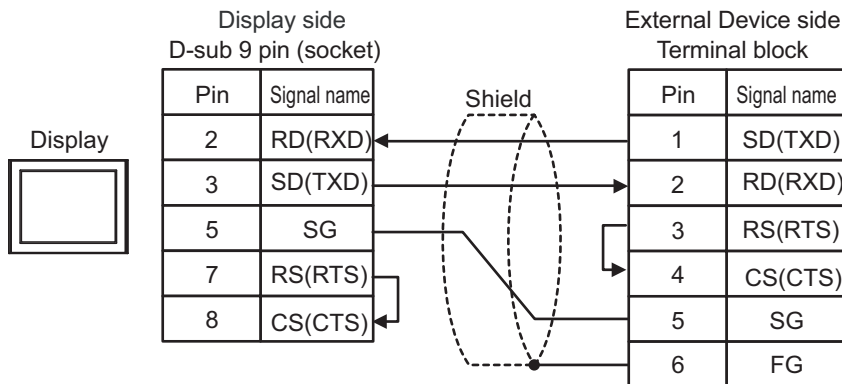 Display side
D-sub 9 pin (socket)
External Device side
Terminal block
Display
Shield
Pin Signal name
2 RD(RXD)
3 SD(TXD)
5 SG
7 RS(RTS)
8 CS(CTS)
Pin Signal name
1 SD(TXD)
2 RD(RXD)
3 RS(RTS)
4 CS(CTS)
5 SG
6 FG